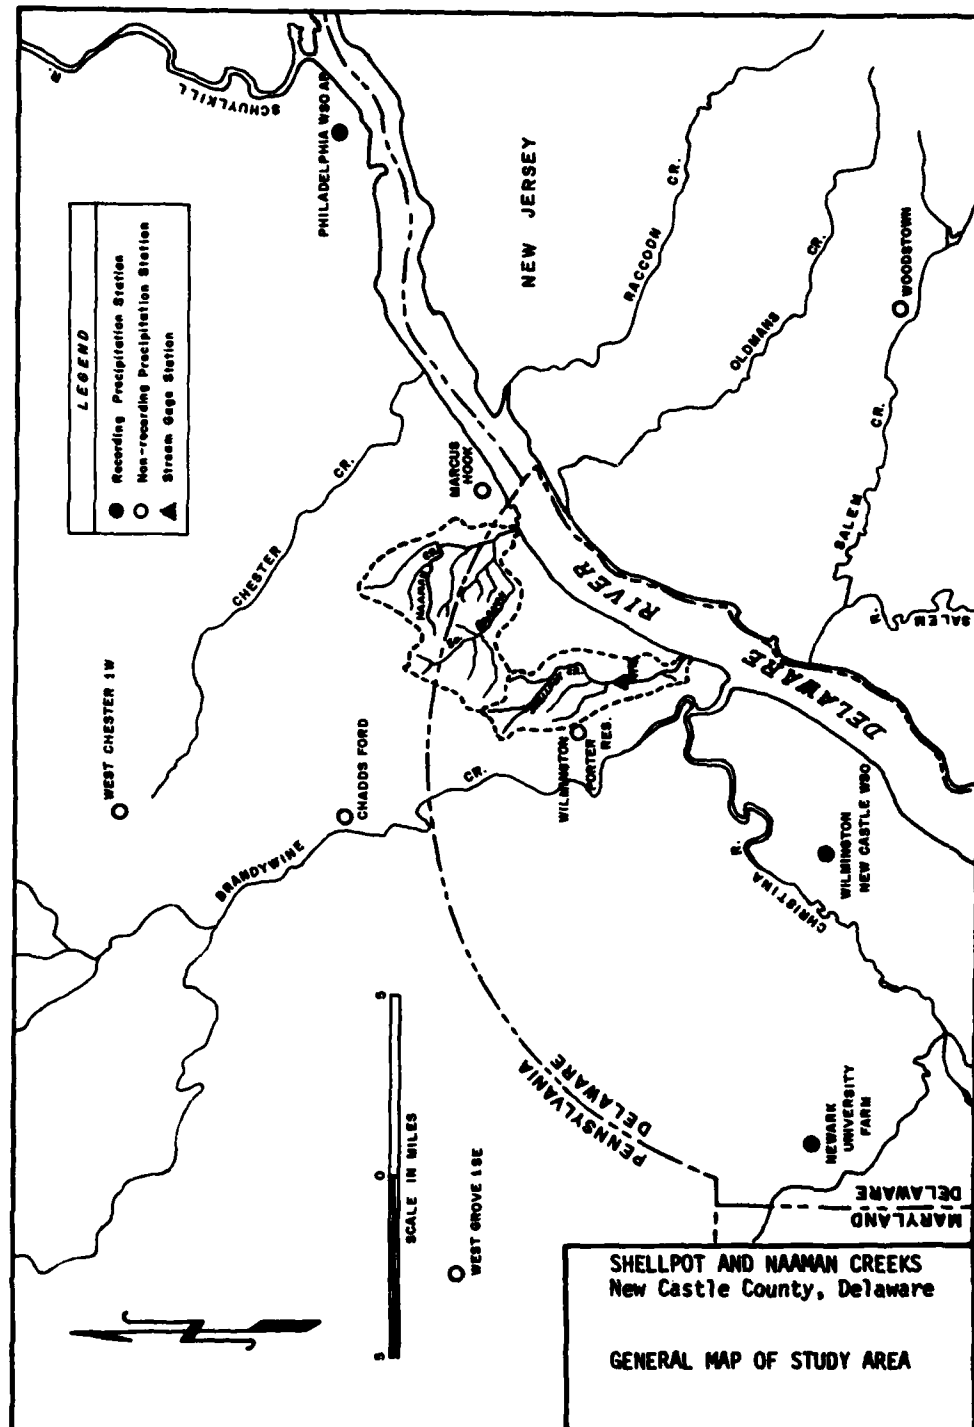 SHELLPOT AND NAAMAN CREEKS
New Castle County, Delaware
GENERAL MAP OF STUDY AREA
LEGEND
Recording Precipitation Station
Non-recording Precipitation Station
Stream Gage Station
SCHUYLKILL
R.
PHILADELPHIA WSO AP
NEW JERSEY
RACCOON
CR.
OLDMANS
CR.
WOODSTOWN
SALEM
CR.
SALEM
R.
CHESTER
CR.
MARCUS
HOOK
NAAMAN
CR.
DELAWARE
RIVER
WEST CHESTER 1W
CHADDS FORD
BRANDYWINE
CR.
WILMINGTON
PORTER
RES.
CHRISTINA
R.
WILMINGTON
NEW CASTLE WSO
PENNSYLVANIA
DELAWARE
NEWARK
UNIVERSITY
FARM
MARYLAND
DELAWARE
WEST GROVE 1SE
5
0
5
SCALE IN MILES